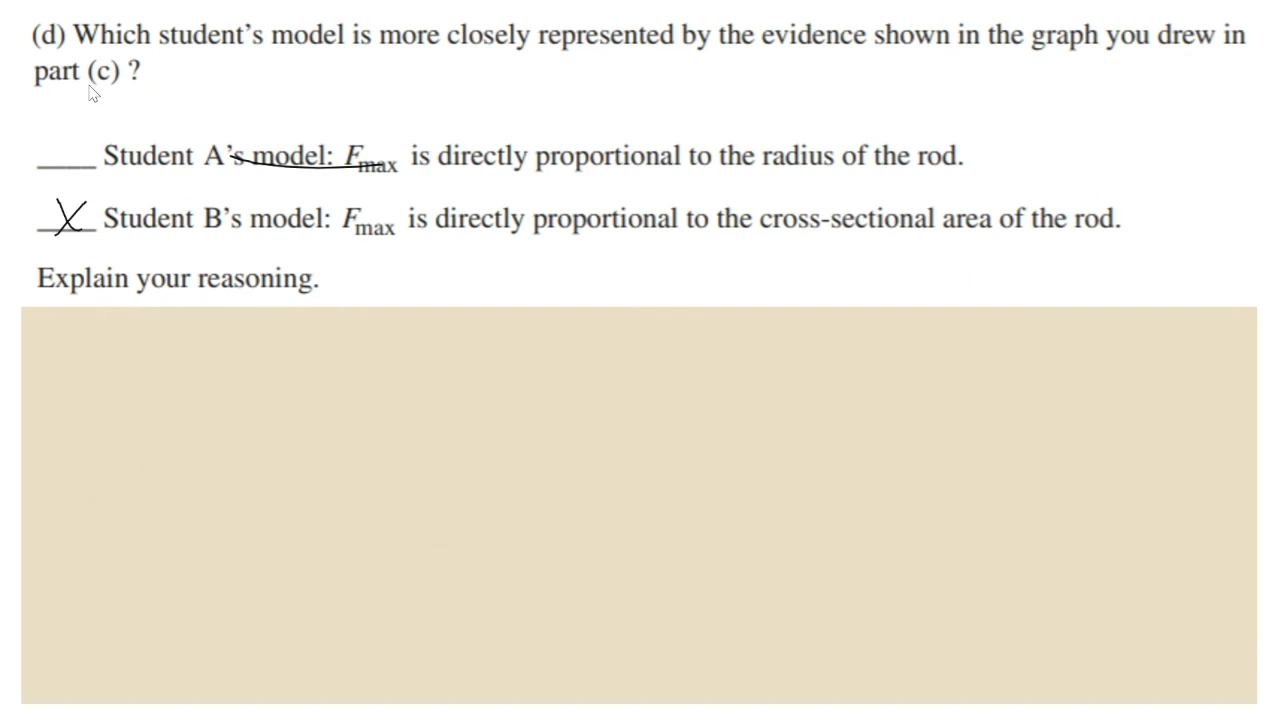 (d) Which student’s model is more closely represented by the evidence shown in the graph you drew in
part (c) ?
____ Student A’s model: Fmax is directly proportional to the radius of the rod.
_X_ Student B’s model: Fmax is directly proportional to the cross-sectional area of the rod.
Explain your reasoning.